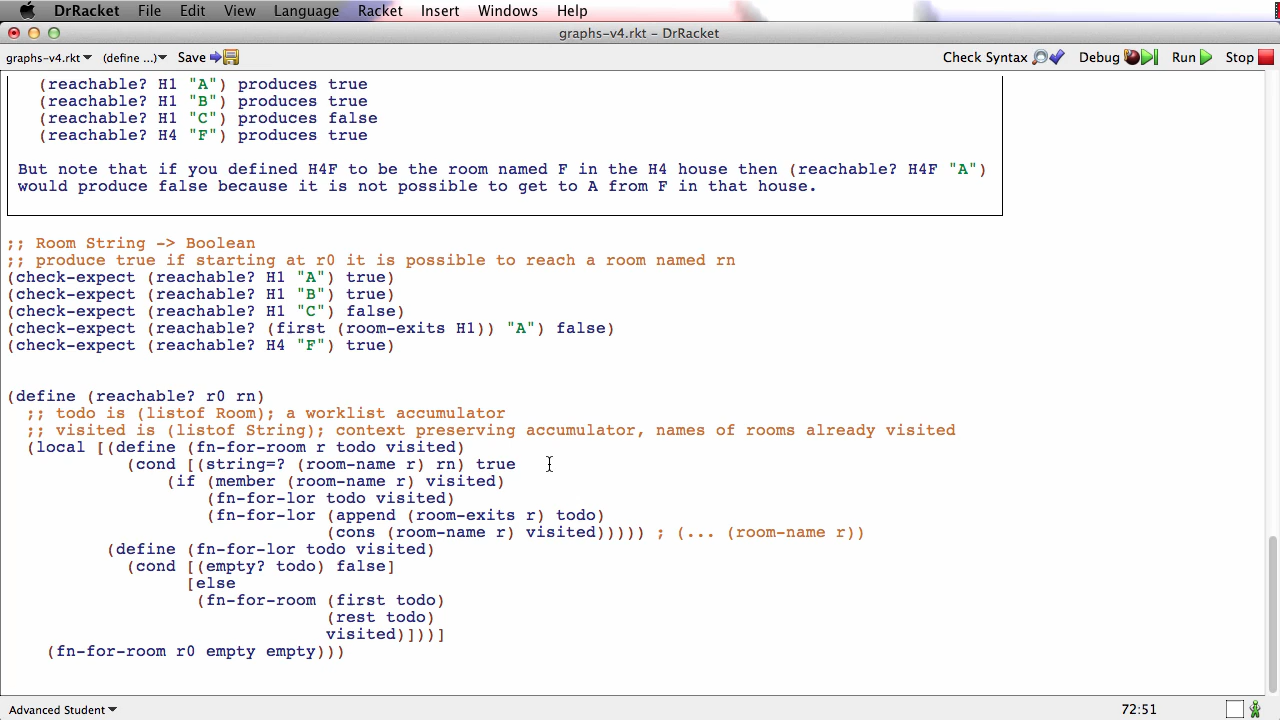 DrRacket File Edit View Language Racket Insert Windows Help
graphs-v4.rkt – DrRacket
graphs-v4.rkt (define ...) Save Check Syntax Debug Run Stop
(reachable? H1 "A") produces true
(reachable? H1 "B") produces true
(reachable? H1 "C") produces false
(reachable? H4 "F") produces true
But note that if you defined H4F to be the room named F in the H4 house then (reachable? H4F "A")
would produce false because it is not possible to get to A from F in that house.
;; Room String -> Boolean
;; produce true if starting at r0 it is possible to reach a room named rn
(check-expect (reachable? H1 "A") true)
(check-expect (reachable? H1 "B") true)
(check-expect (reachable? H1 "C") false)
(check-expect (reachable? (first (room-exits H1)) "A") false)
(check-expect (reachable? H4 "F") true)
(define (reachable? r0 rn)
;; todo is (listof Room); a worklist accumulator
;; visited is (listof String); context preserving accumulator, names of rooms already visited
(local [(define (fn-for-room r todo visited)
(cond [(string=? (room-name r) rn) true
(if (member (room-name r) visited)
(fn-for-lor todo visited)
(fn-for-lor (append (room-exits r) todo)
(cons (room-name r) visited))))) ; (... (room-name r))
(define (fn-for-lor todo visited)
(cond [(empty? todo) false]
[else
(fn-for-room (first todo)
(rest todo)
visited)]))]
(fn-for-room r0 empty empty)))
Advanced Student 72:51